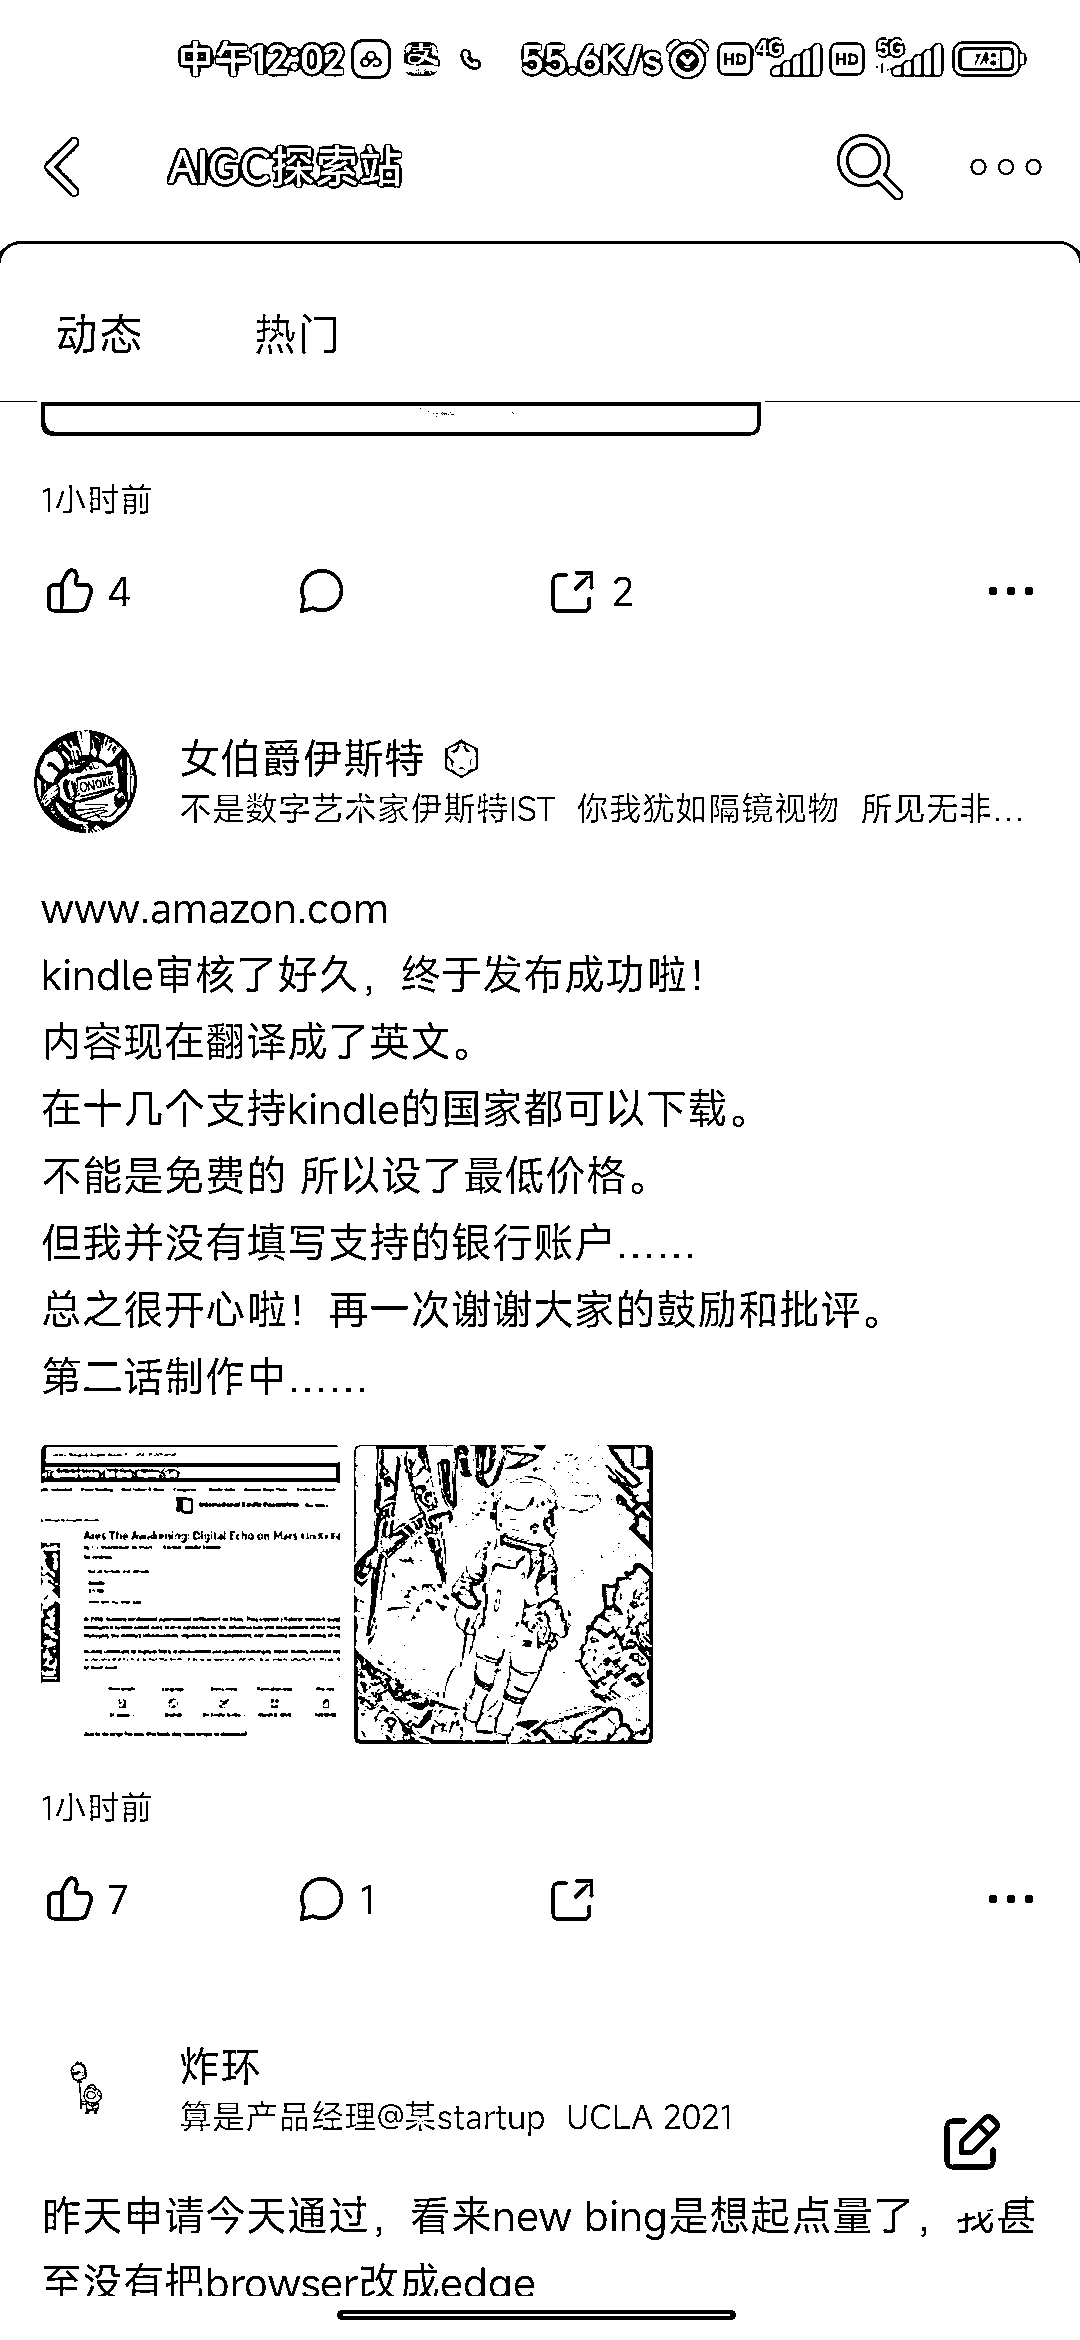 中午12:02 55.6K/s HD 4G HD 5G
AIGC探索站
动态 热门
1小时前
4 2
女伯爵伊斯特
不是数字艺术家伊斯特IST 你我犹如隔镜视物 所见无非...
www.amazon.com
kindle审核了好久，终于发布成功啦！
内容现在翻译成了英文。
在十几个支持kindle的国家都可以下载。
不能是免费的 所以设了最低价格。
但我并没有填写支持的银行账户......
总之很开心啦！再一次谢谢大家的鼓励和批评。
第二话制作中......
Ares The Awakening: Digital Echo on Mars
1小时前
7 1
炸环
算是产品经理@某startup UCLA 2021
昨天申请今天通过，看来new bing是想起点量了，我甚
至没有把browser改成edge